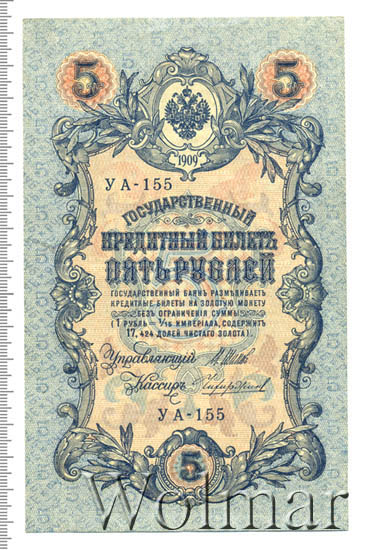 5 5
1909
УА-155
ГОСУДАРСТВЕННЫЙ
КРЕДИТНЫЙ БИЛЕТЪ
ПЯТЬ РУБЛЕЙ
ГОСУДАРСТВЕННЫЙ БАНКЪ РАЗМѢНИВАЕТЪ
КРЕДИТНЫЕ БИЛЕТЫ НА ЗОЛОТУЮ МОНЕТУ
БЕЗЪ ОГРАНИЧЕНІЯ СУММЫ
(1 РУБЛЬ = 1/15 ИМПЕРІАЛА, СОДЕРЖИТЪ
17,424 ДОЛЕЙ ЧИСТАГО ЗОЛОТА).
Управляющій
Кассиръ
УА-155
5
Wolmar